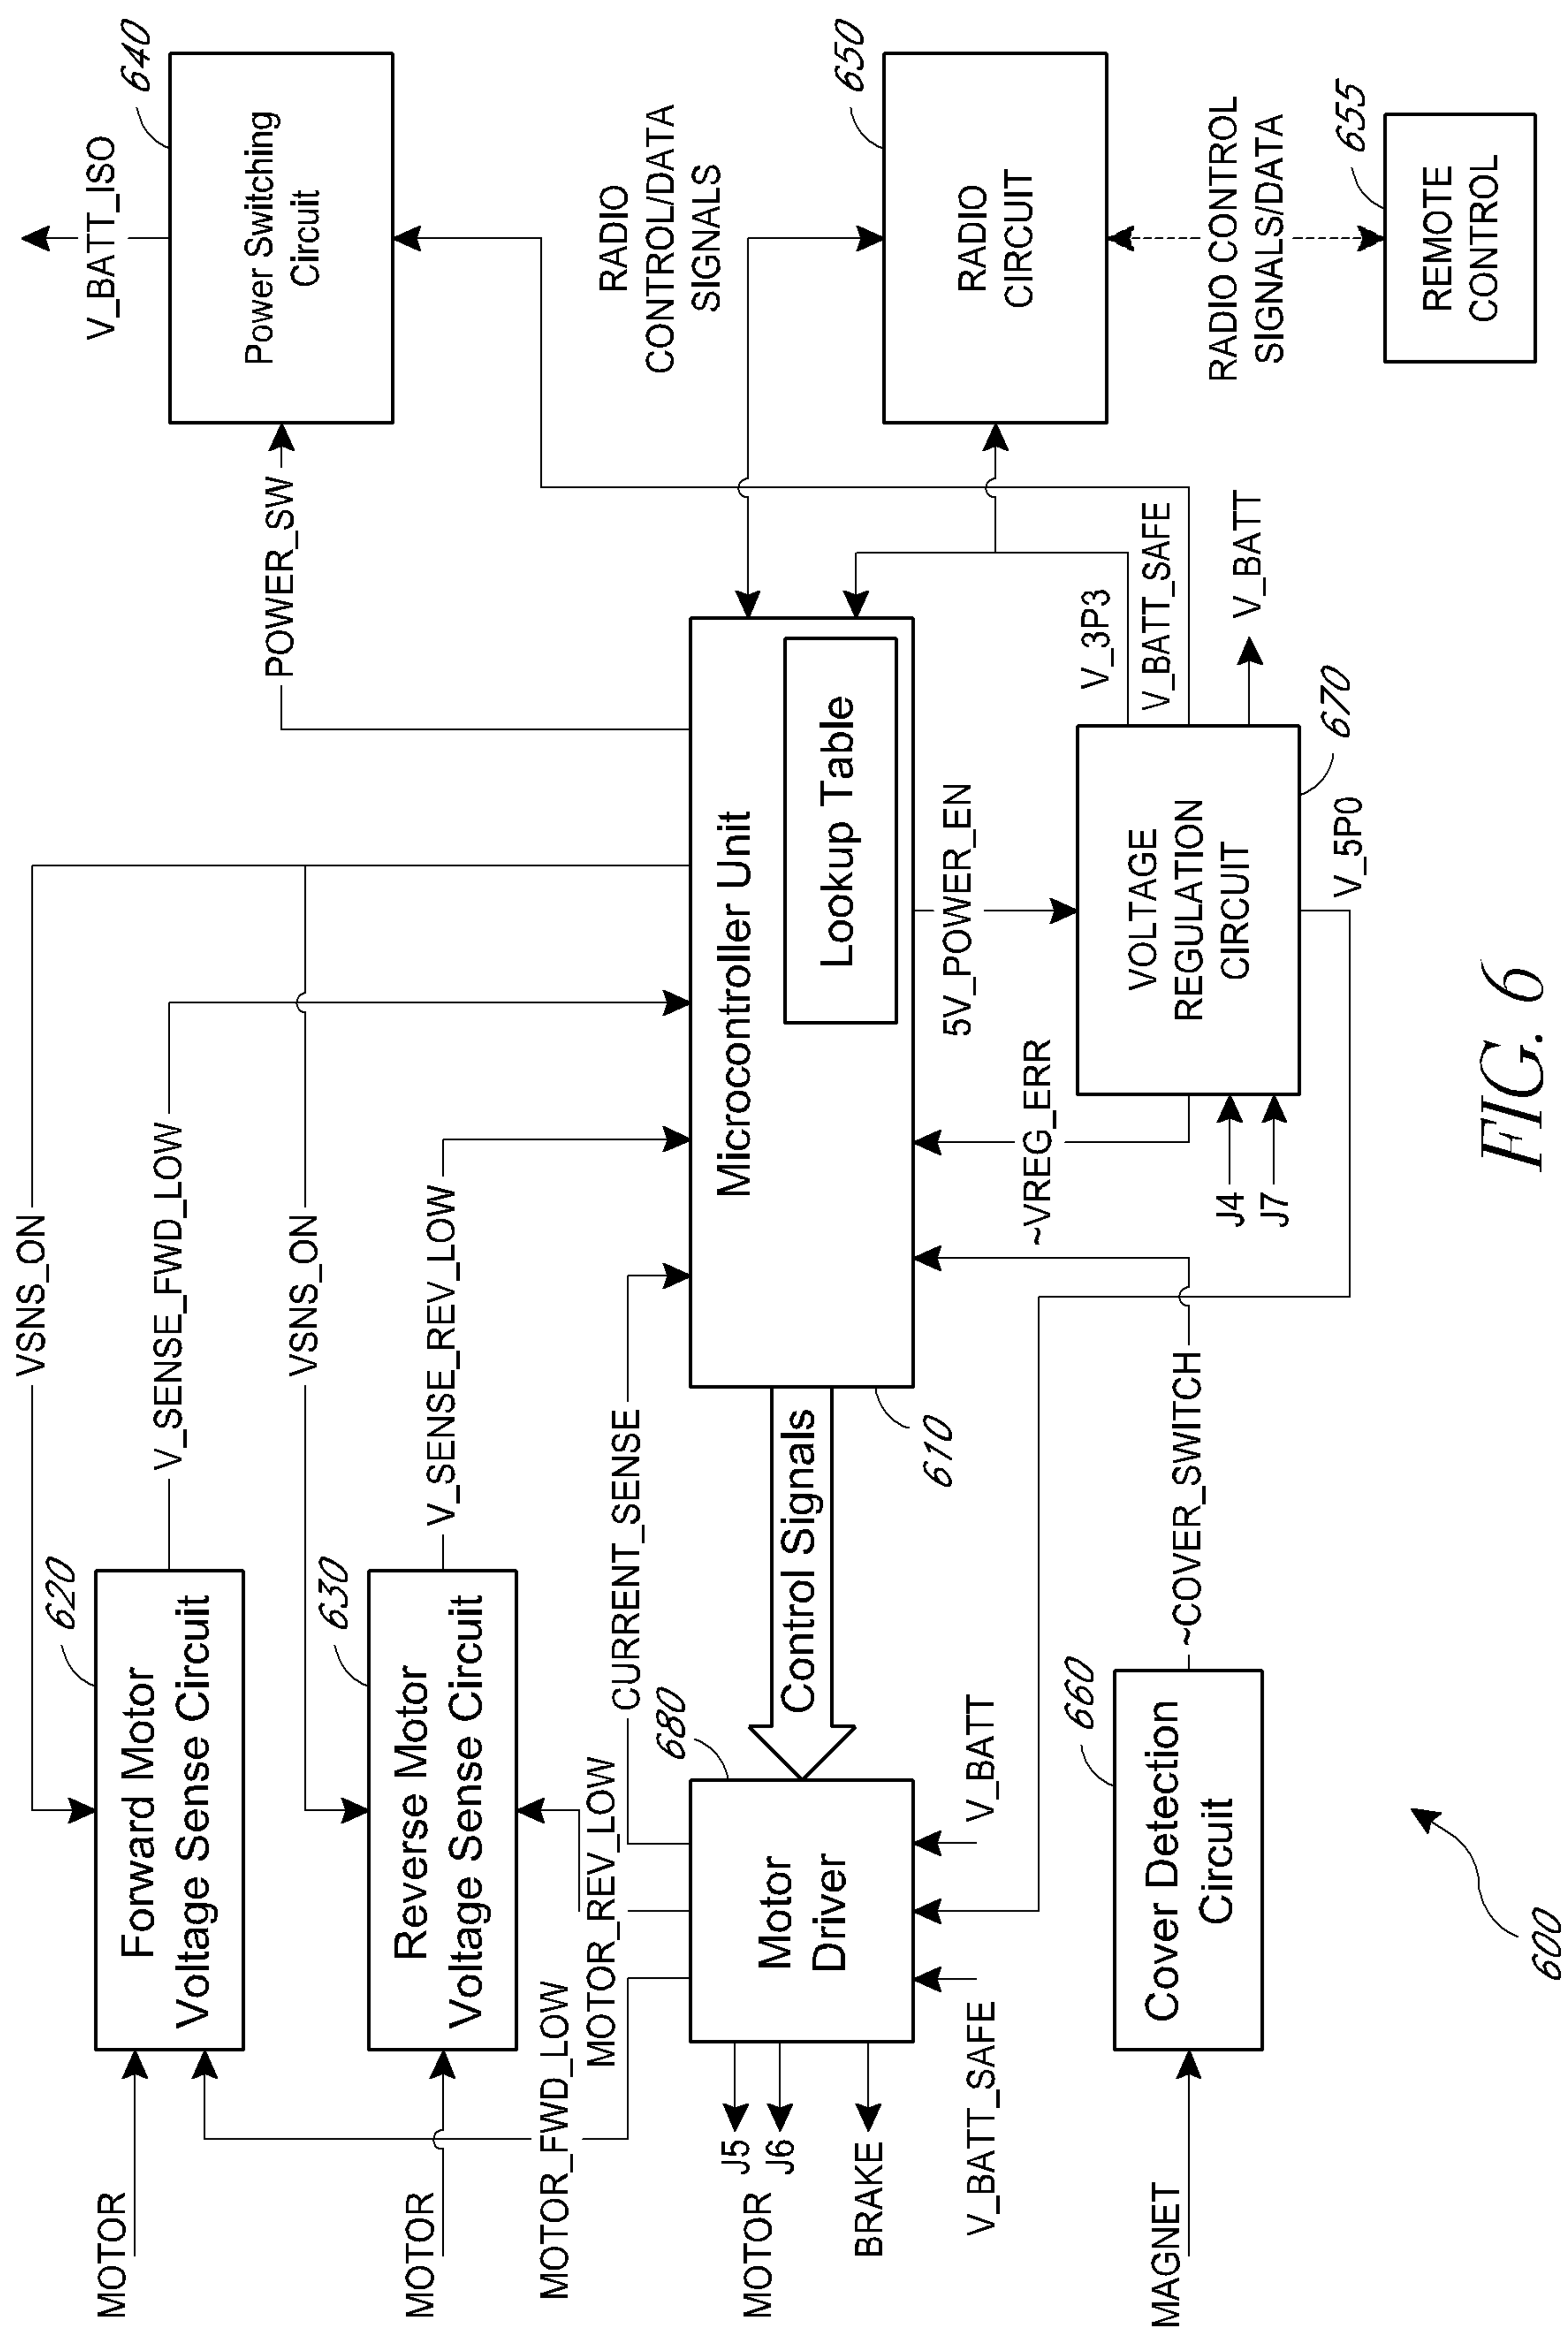 MOTOR
VSNS_ON
620
Forward Motor
Voltage Sense Circuit
V_SENSE_FWD_LOW
V_BATT_ISO
640
Power Switching
Circuit
POWER_SW
MOTOR
VSNS_ON
630
Reverse Motor
Voltage Sense Circuit
V_SENSE_REV_LOW
MOTOR_FWD_LOW
MOTOR_REV_LOW
CURRENT_SENSE
RADIO
CONTROL/DATA
SIGNALS
MOTOR
J5
J6
BRAKE
680
Motor
Driver
V_BATT_SAFE
V_BATT
Control Signals
610
Microcontroller Unit
Lookup Table
650
RADIO
CIRCUIT
5V_POWER_EN
~VREG_ERR
V_3P3
V_BATT_SAFE
V_BATT
VOLTAGE
REGULATION
CIRCUIT
670
J4
J7
V_5P0
RADIO CONTROL
SIGNALS/DATA
655
REMOTE
CONTROL
MAGNET
660
Cover Detection
Circuit
~COVER_SWITCH
600
FIG. 6